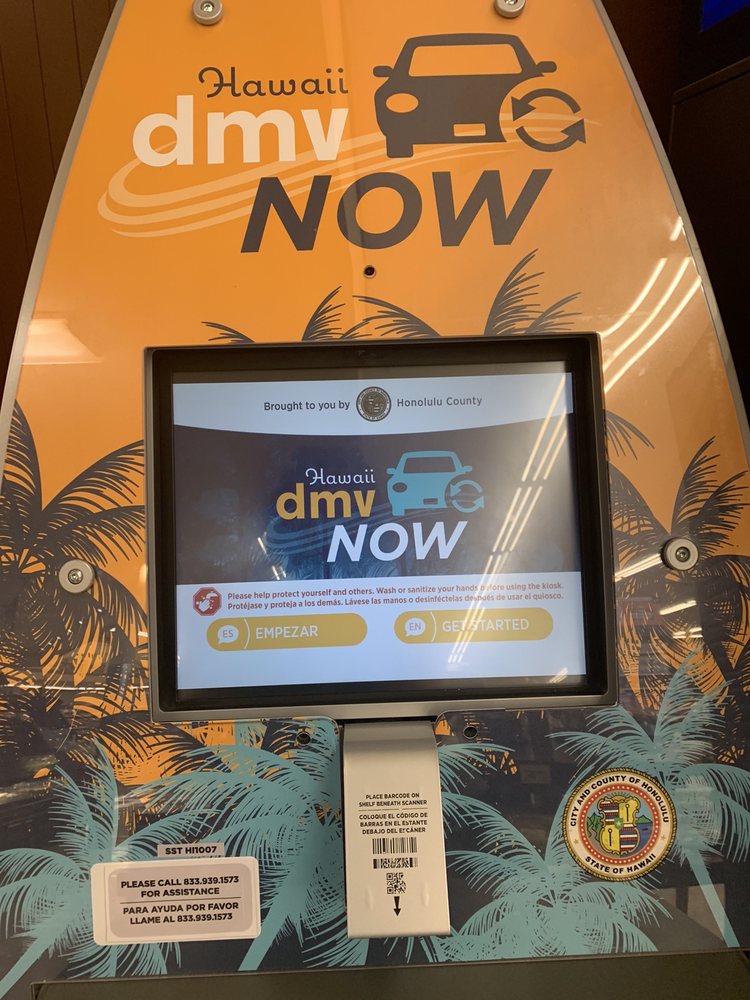 Hawaii
dmv
NOW
Brought to you by Honolulu County
Hawaii
dmv
NOW
Please help protect yourself and others. Wash or sanitize your hands before using the kiosk.
Protéjase y proteja a los demás. Lávese las manos o desinféctelas después de usar el quiosco.
ES EMPEZAR
EN GET STARTED
PLACE BARCODE ON
SHELF BENEATH SCANNER
COLOQUE EL CÓDIGO DE
BARRAS EN EL ESTANTE
DEBAJO DEL ESCÁNER
CITY AND COUNTY OF HONOLULU
STATE OF HAWAII
SST HI1007
PLEASE CALL 833.939.1573
FOR ASSISTANCE
PARA AYUDA POR FAVOR
LLAME AL 833.939.1573